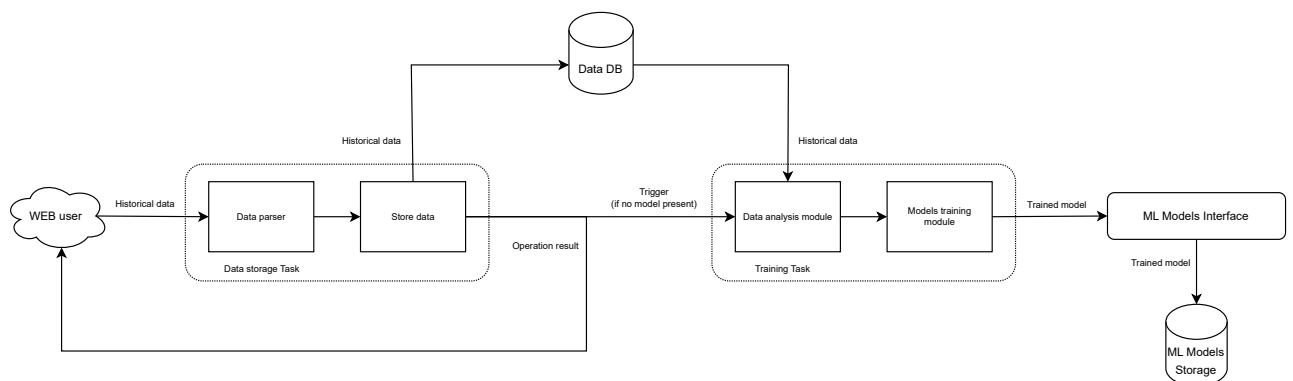 Data DB
Historical data
Historical data
WEB user
Historical data
Data parser
Store data
Trigger
(if no model present)
Data analysis module
Models training
module
Trained model
ML Models Interface
Operation result
Data storage Task
Training Task
Trained model
ML Models
Storage